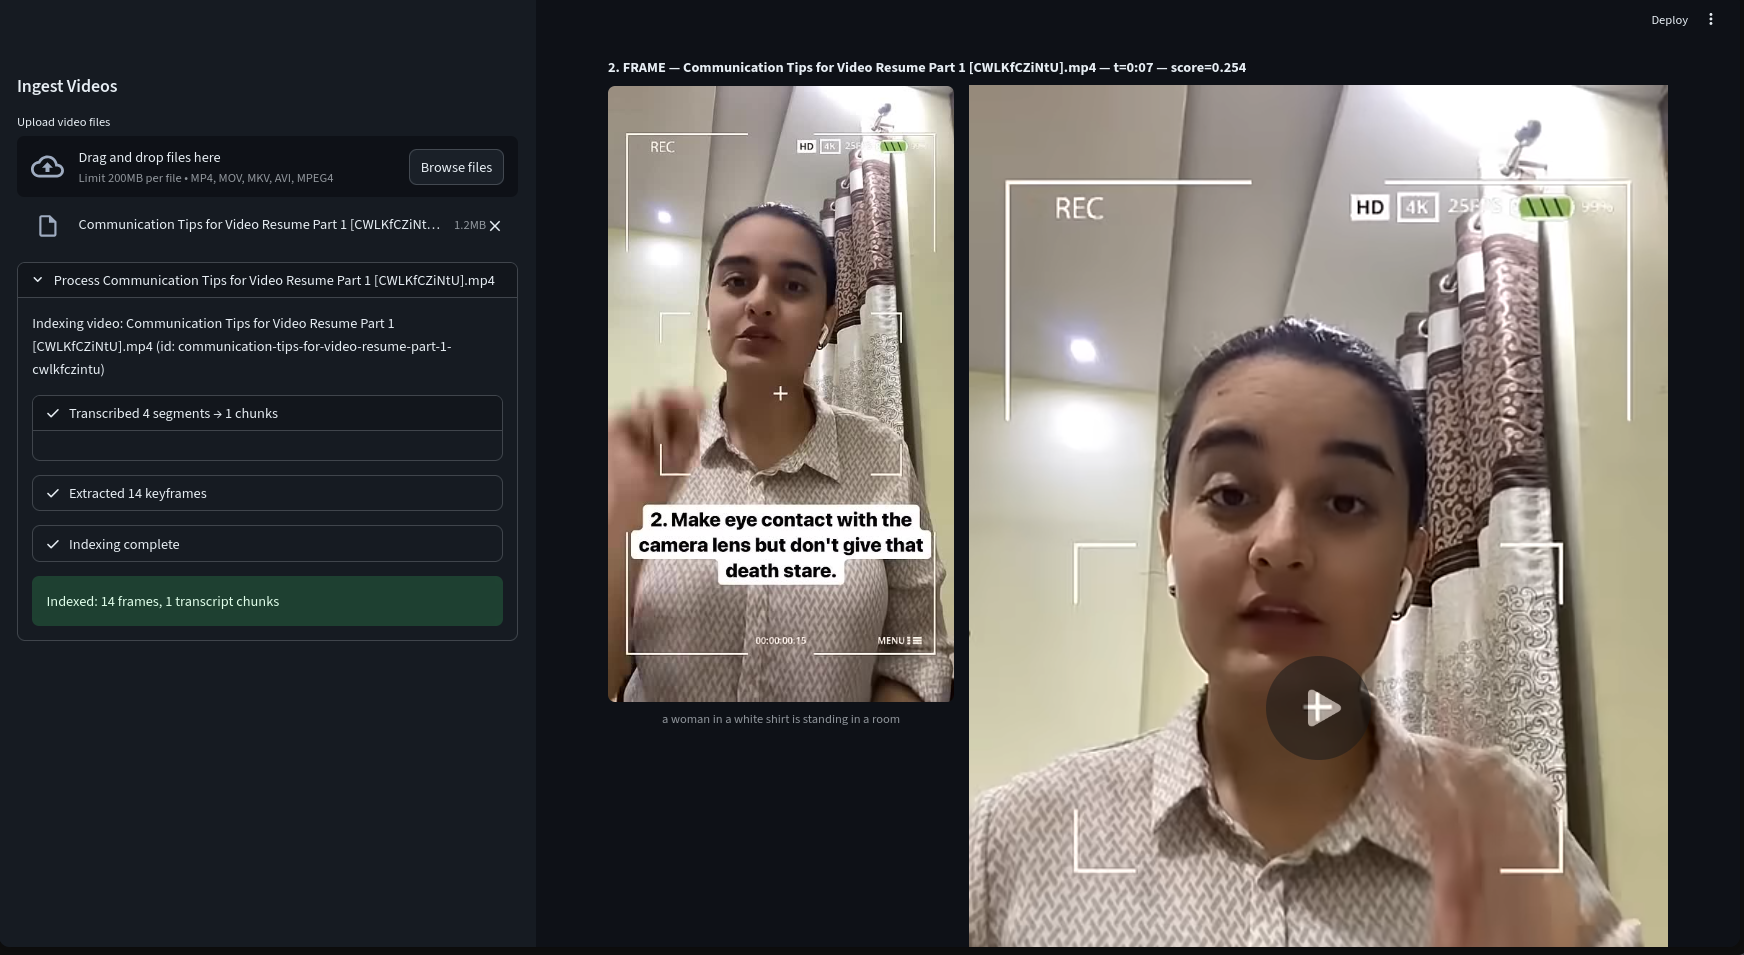 Deploy
Ingest Videos
Upload video files
Drag and drop files here
Limit 200MB per file • MP4, MOV, MKV, AVI, MPEG4
Browse files
Communication Tips for Video Resume Part 1 [CWLKfCZiNt...
1.2MB
Process Communication Tips for Video Resume Part 1 [CWLKfCZiNtU].mp4
Indexing video: Communication Tips for Video Resume Part 1
[CWLKfCZiNtU].mp4 (id: communication-tips-for-video-resume-part-1-
cwlkfczintu)
Transcribed 4 segments → 1 chunks
Extracted 14 keyframes
Indexing complete
Indexed: 14 frames, 1 transcript chunks
2. FRAME — Communication Tips for Video Resume Part 1 [CWLKfCZiNtU].mp4 — t=0:07 — score=0.254
REC
HD 4K 25FPS 99%
2. Make eye contact with the
camera lens but don't give that
death stare.
00:00:00:15
MENU
a woman in a white shirt is standing in a room
REC
HD 4K 25FPS 99%